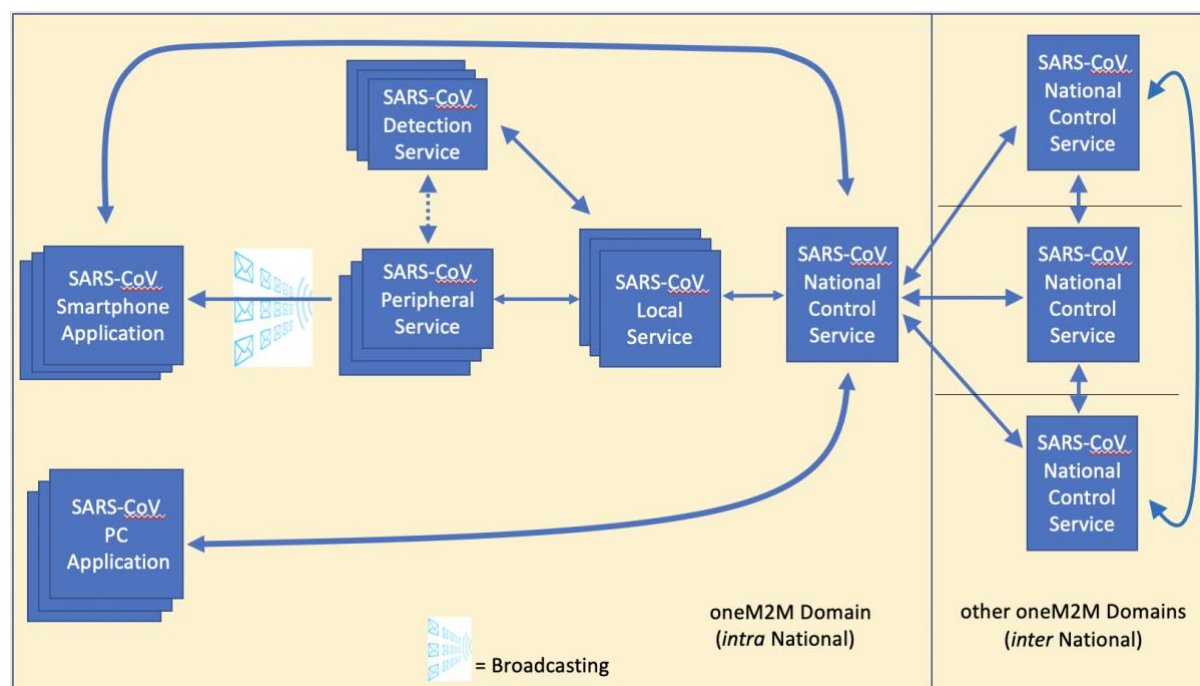 SARS-CoV
Detection
Service
SARS-CoV
Smartphone
Application
SARS-CoV
Peripheral
Service
SARS-CoV
Local
Service
SARS-CoV
National
Control
Service
SARS-CoV
PC
Application
SARS-CoV
National
Control
Service
SARS-CoV
National
Control
Service
SARS-CoV
National
Control
Service
oneM2M Domain
(intra National)
other oneM2M Domains
(inter National)
= Broadcasting